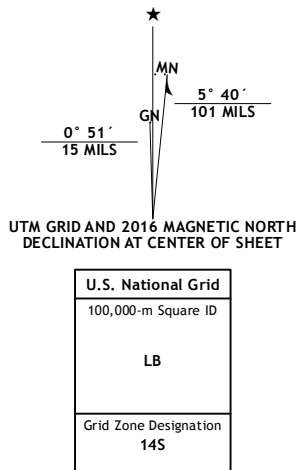 MN
GN
5° 40´
101 MILS
0° 51´
15 MILS
UTM GRID AND 2016 MAGNETIC NORTH
DECLINATION AT CENTER OF SHEET
U.S. National Grid
100,000-m Square ID
LB
Grid Zone Designation
14S